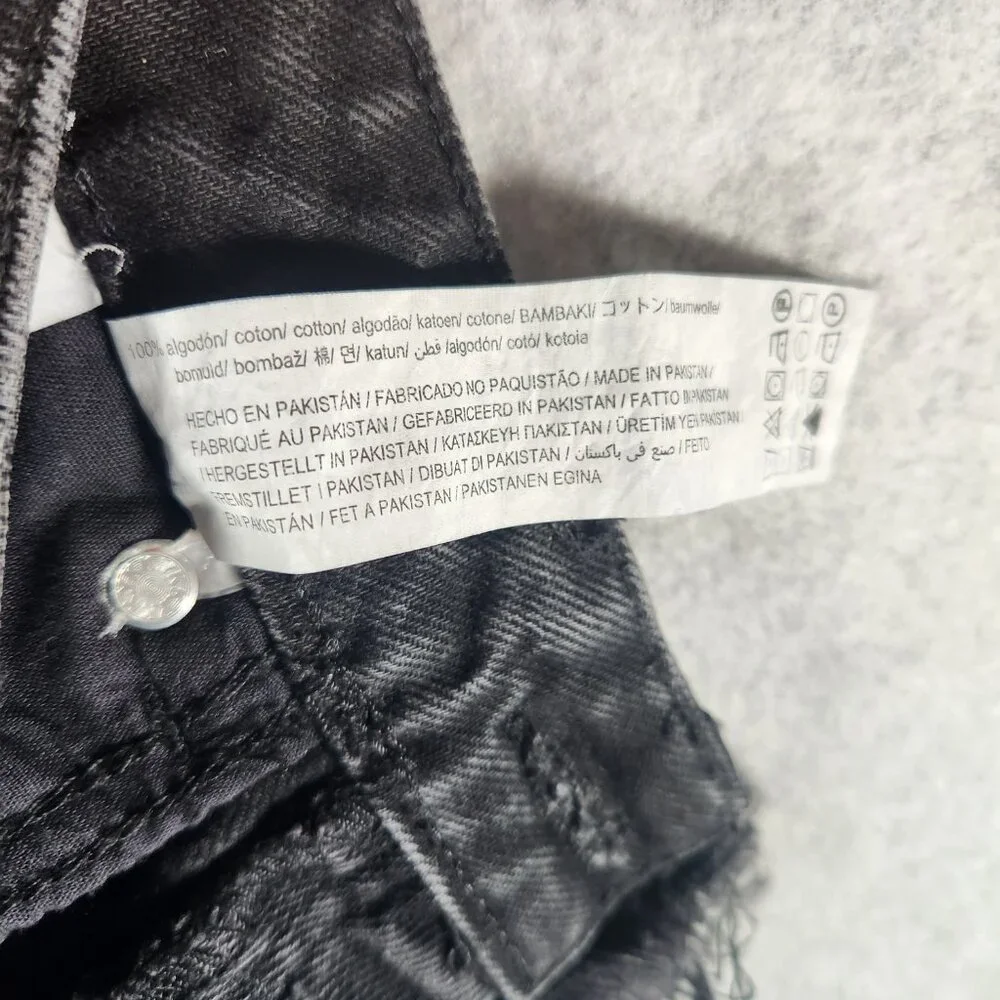 100% algodón/ coton/ cotton/ algodão/ katoen/ cotone/ BAMBAKI/ コットン/ baumwolle/
bomuld/ bombaž/ 棉/ 면/ katun/ قطن /algodón/ cotó/ kotoia
HECHO EN PAKISTÁN / FABRICADO NO PAQUISTÃO / MADE IN PAKISTAN /
FABRIQUÉ AU PAKISTAN / GEFABRICEERD IN PAKISTAN / FATTO IN PAKISTAN
/ HERGESTELLT IN PAKISTAN / ΚΑΤΑΣΚΕΥΗ ΠΑΚΙΣΤΑΝ / ÜRETİM YERİ PAKISTAN
FREMSTILLET I PAKISTAN / DIBUAT DI PAKISTAN / صنع في باكستان / FEITO
EN PAKISTÁN / FET A PAKISTAN / PAKISTANEN EGINA